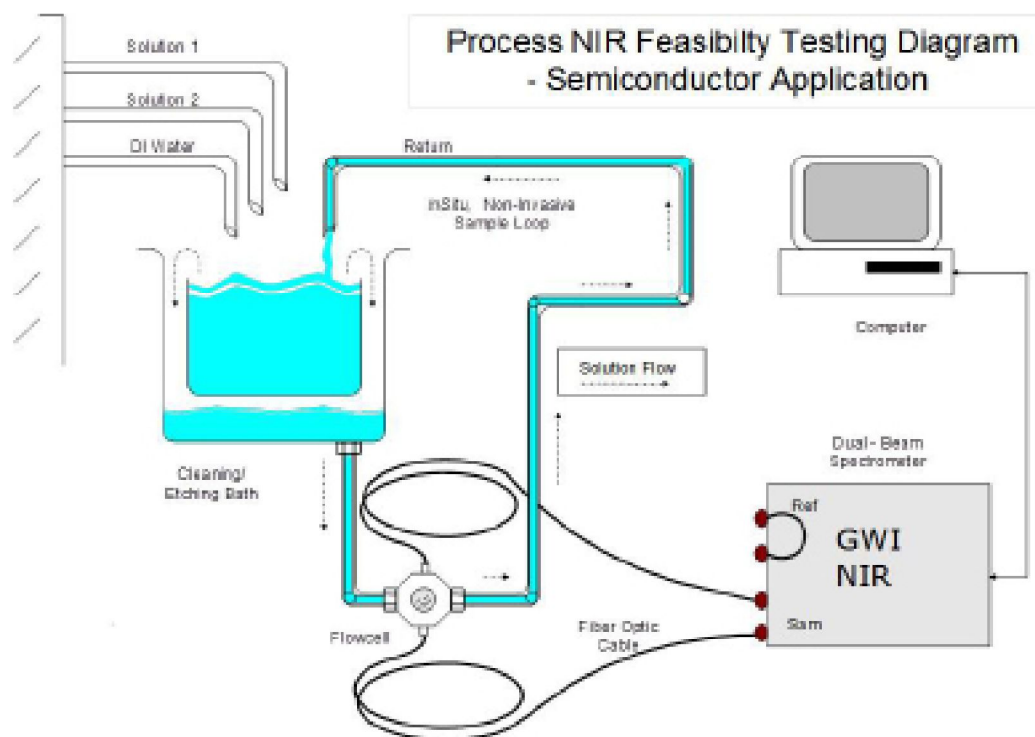 Process NIR Feasibilty Testing Diagram
- Semiconductor Application
Solution 1
Solution 2
DI Water
Return
InSitu, Non-Invasive
Sample Loop
Computer
Solution Flow
Dual-Beam
Spectrometer
Cleaning/
Etching Bath
Ref
GWI
NIR
Sam
Flowcell
Fiber Optic
Cable